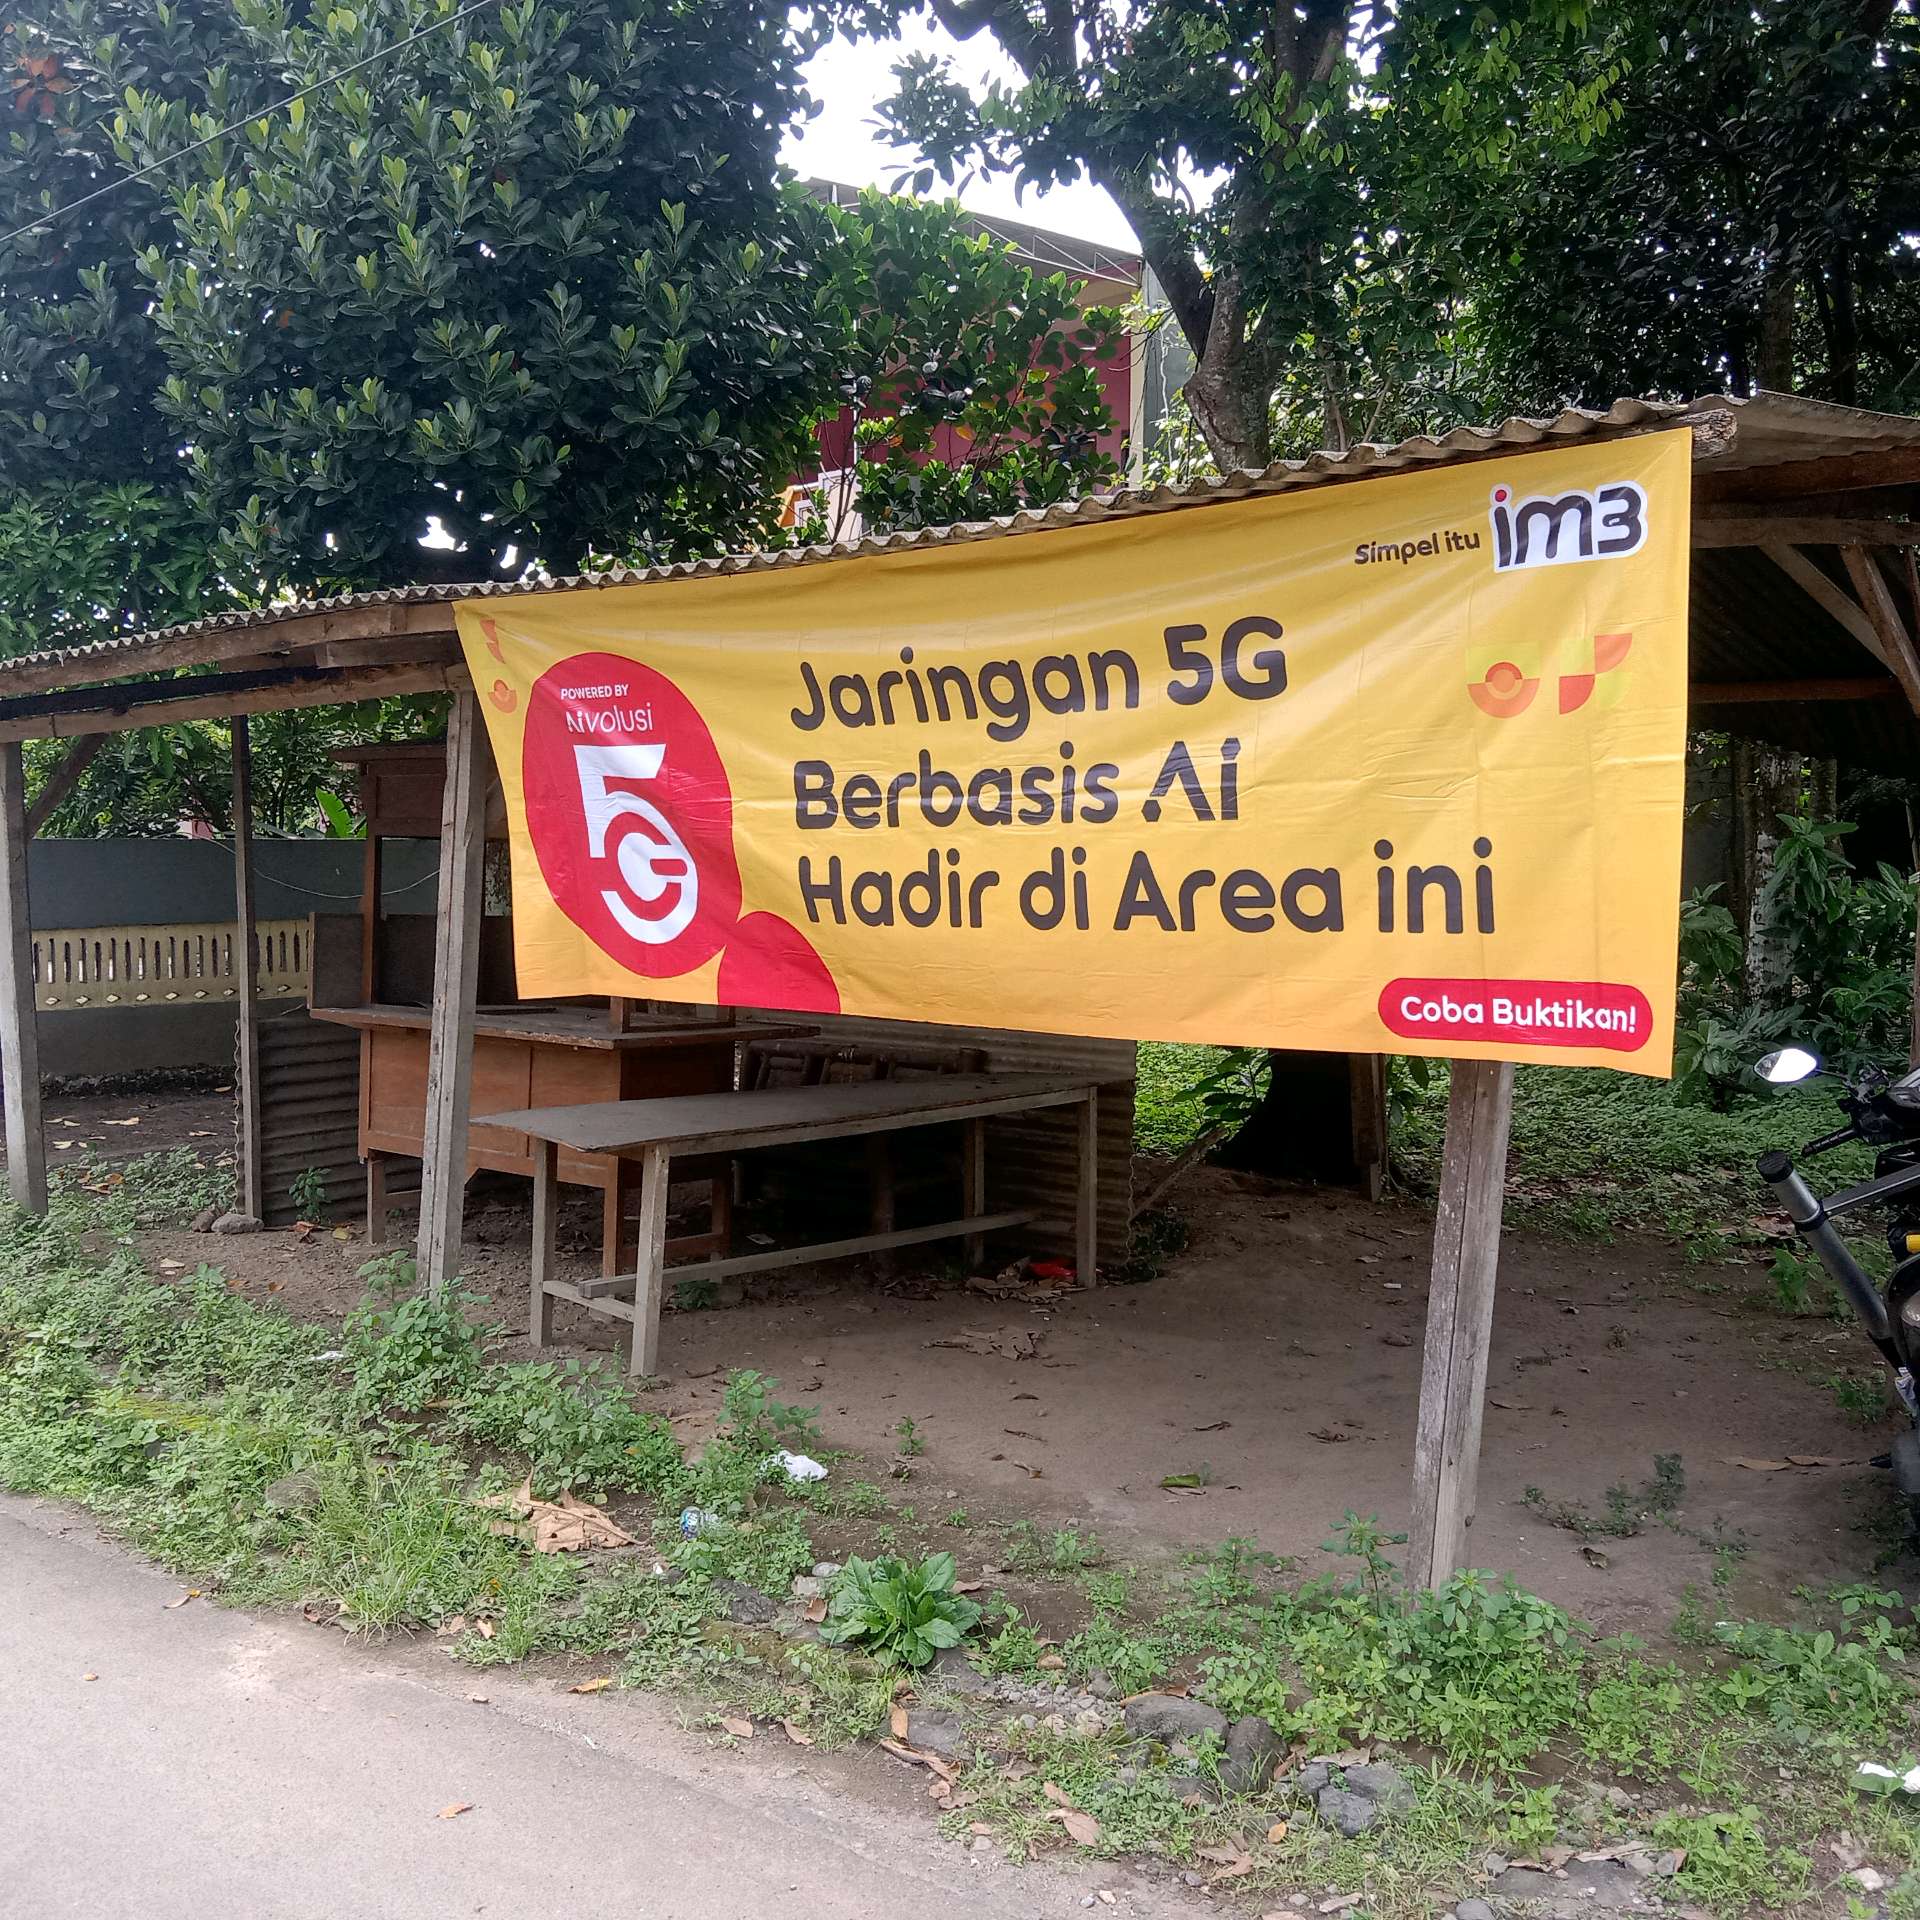 Simpel itu im3
POWERED BY
AIvolusi
5G
Jaringan 5G
Berbasis AI
Hadir di Area ini
Coba Buktikan!